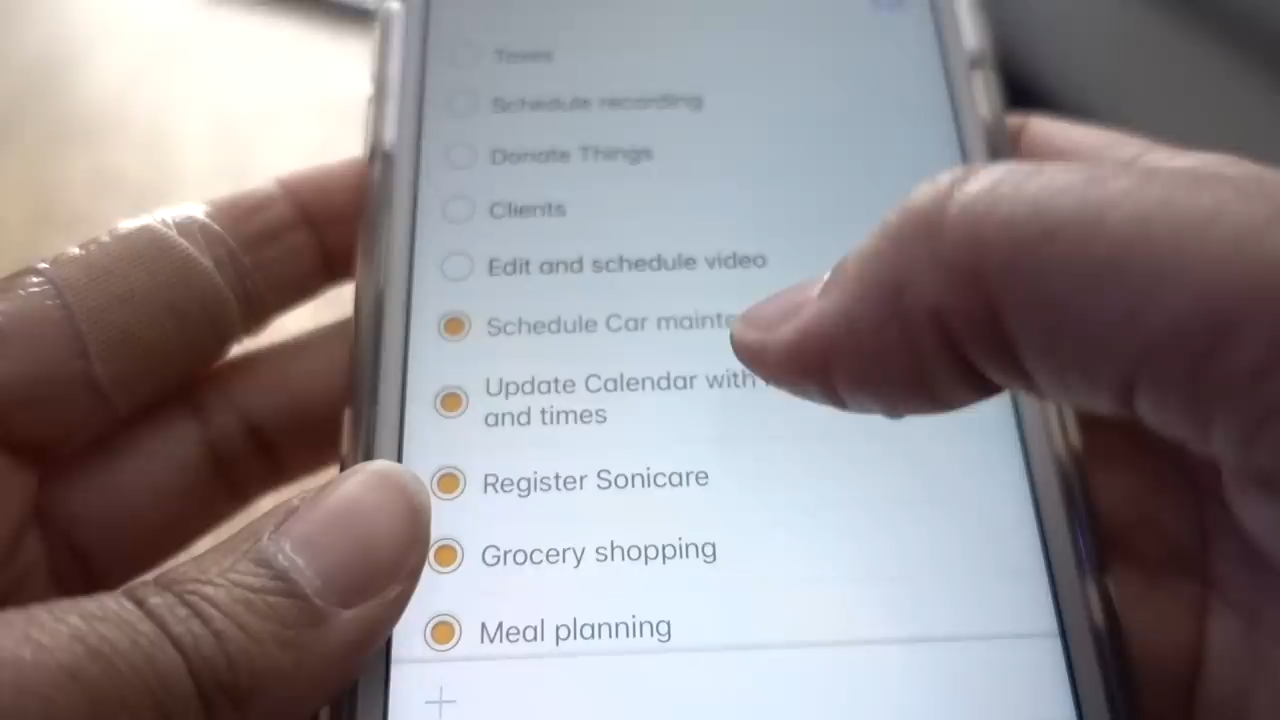 Taxes
Schedule recording
Donate Things
Clients
Edit and schedule video
Schedule Car mainte
Update Calendar with
and times
Register Sonicare
Grocery shopping
Meal planning